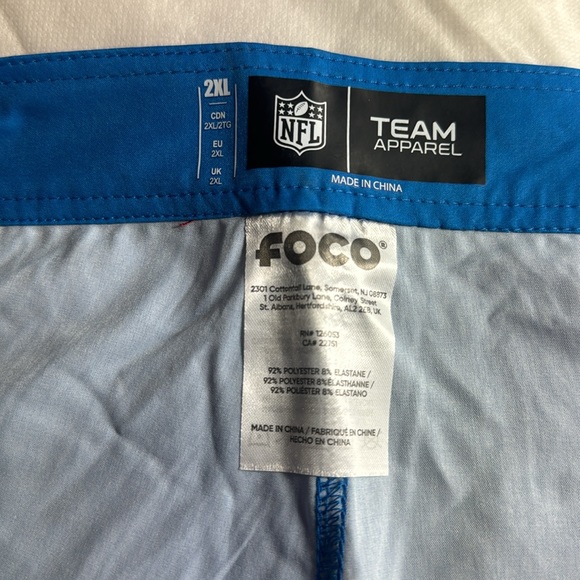 2XL
CDN
2XL/2TG
EU
2XL
UK
2XL
NFL
TEAM
APPAREL
MADE IN CHINA
FOCO®
2301 Cottontail Lane, Somerset, NJ 08873
1 Old Parkbury Lane, Colney Street
St. Albans, Hertfordshire, AL2 2EB, UK.
RN# 126053
CA# 22751
92% POLYESTER 8% ELASTANE /
92% POLYESTER 8% ÉLASTHANNE /
92% POLIÉSTER 8% ELASTANO
MADE IN CHINA / FABRIQUÉ EN CHINE /
HECHO EN CHINA